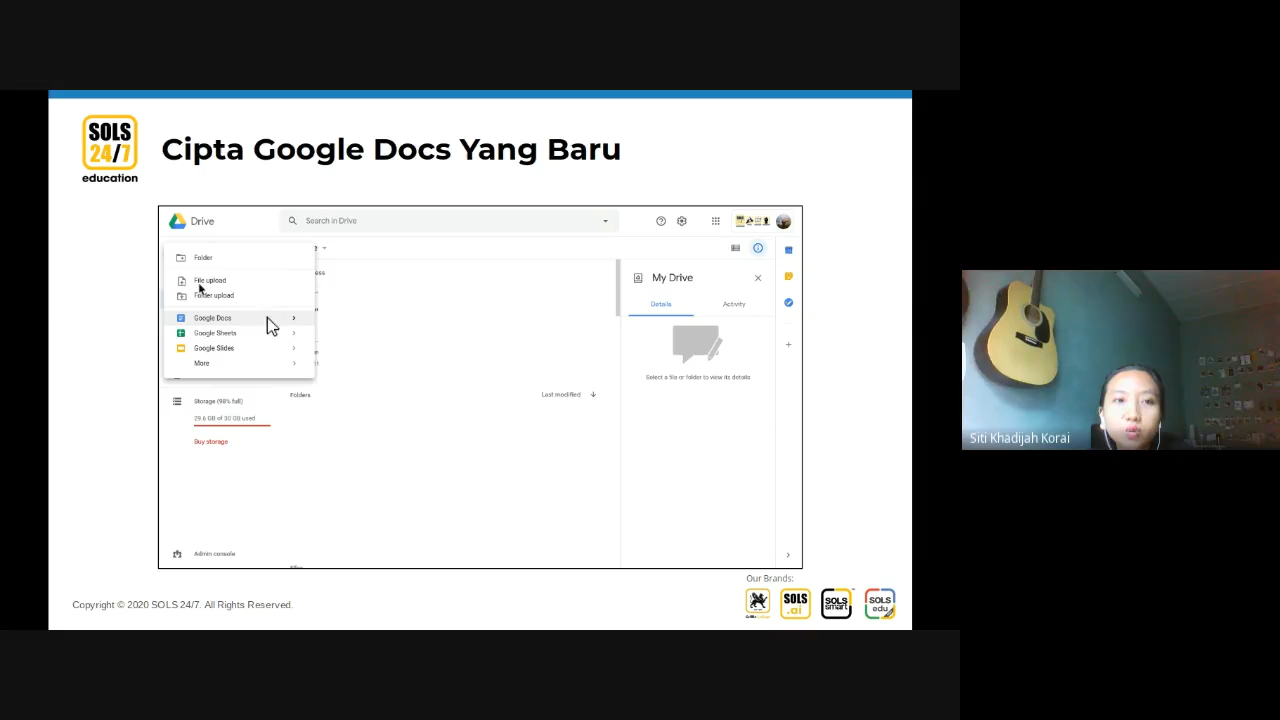 SOLS
24/7
education
Cipta Google Docs Yang Baru
Drive
Search in Drive
Folder
File upload
Folder upload
Google Docs
Google Sheets
Google Slides
More
My Drive
Details
Activity
Select a file or folder to view its details
Folders
Last modified
Storage (98% full)
29.6 GB of 30 GB used
Buy storage
Admin console
Our Brands:
SOLS
.ai
SOLS
smart
SOLS
edu
Copyright © 2020 SOLS 24/7. All Rights Reserved.
Siti Khadijah Korai